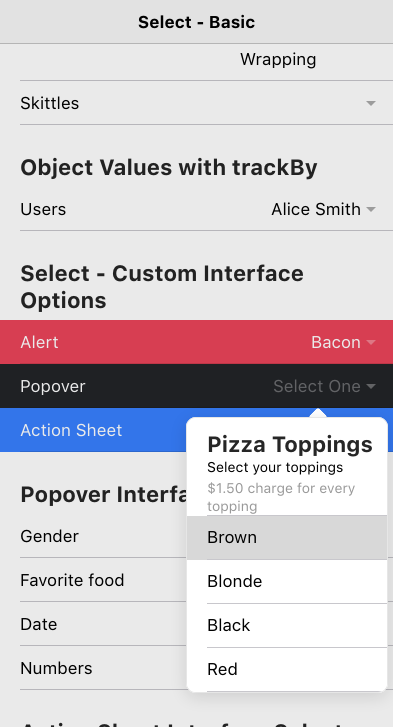 Select - Basic
Wrapping
Skittles
Object Values with trackBy
Users Alice Smith
Select - Custom Interface
Options
Alert Bacon
Popover Select One
Action Sheet
Pizza Toppings
Select your toppings
$1.50 charge for every
topping
Brown
Blonde
Black
Red
Popover Interfa
Gender
Favorite food
Date
Numbers